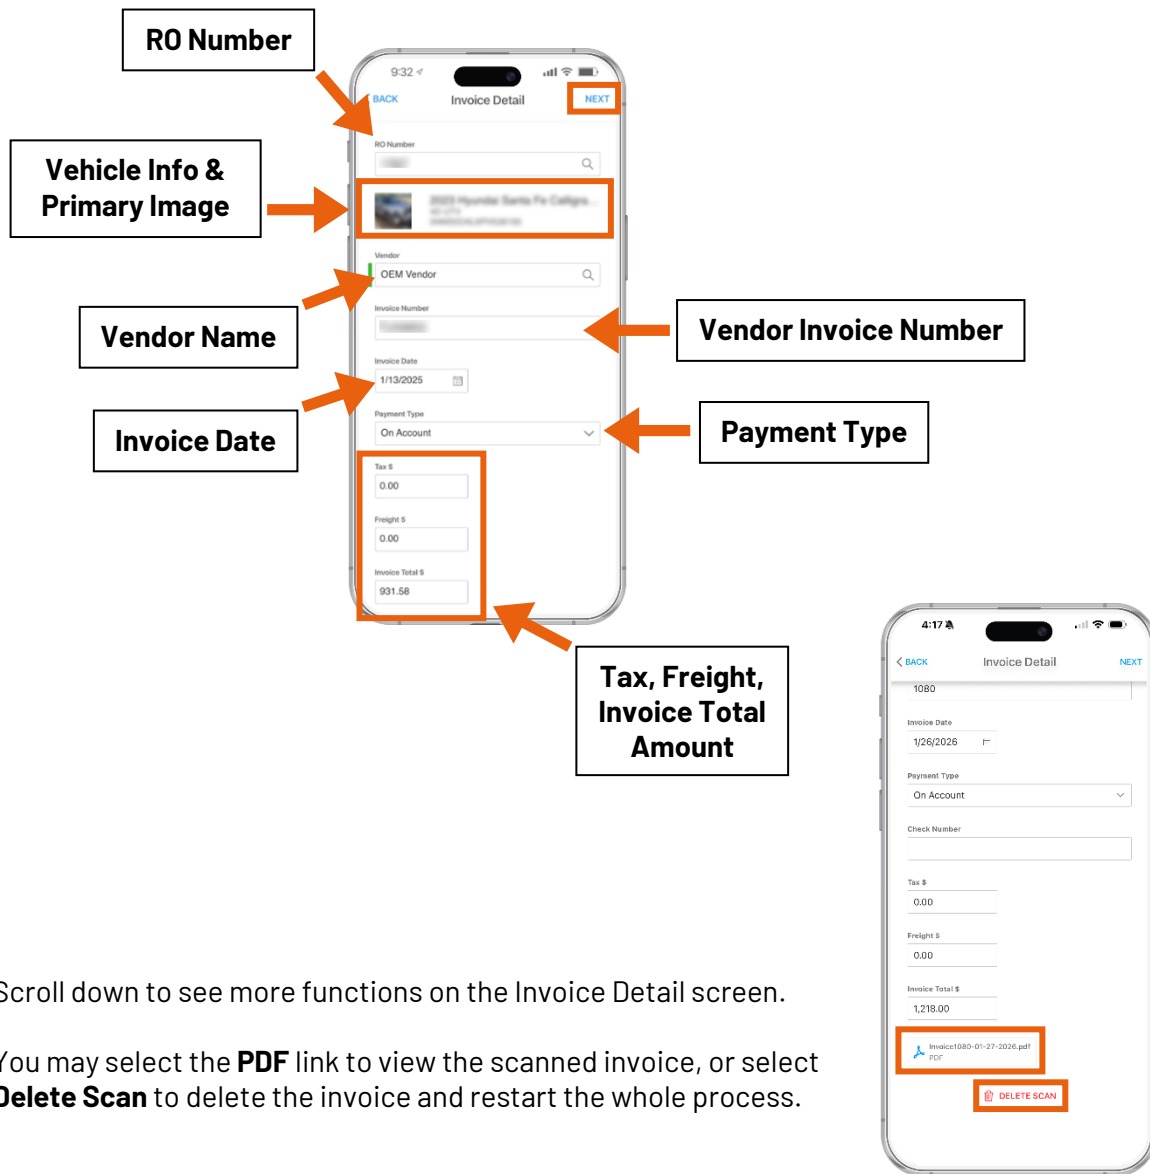 RO Number
9:32
BACK
Invoice Detail
NEXT
RO Number
Vehicle Info &
Primary Image
2023 Hyundai Santa Fe Calligra...
Vendor
OEM Vendor
Vendor Name
Invoice Number
Vendor Invoice Number
Invoice Date
1/13/2025
Invoice Date
Payment Type
On Account
Payment Type
Tax $
0.00
Freight $
0.00
Invoice Total $
931.58
Tax, Freight,
Invoice Total
Amount
4:17
BACK
Invoice Detail
NEXT
1080
Invoice Date
1/26/2026
Payment Type
On Account
Check Number
Tax $
0.00
Freight $
0.00
Invoice Total $
1,218.00
Invoice1080-01-27-2026.pdf
PDF
DELETE SCAN
Scroll down to see more functions on the Invoice Detail screen.
You may select the PDF link to view the scanned invoice, or select
Delete Scan to delete the invoice and restart the whole process.